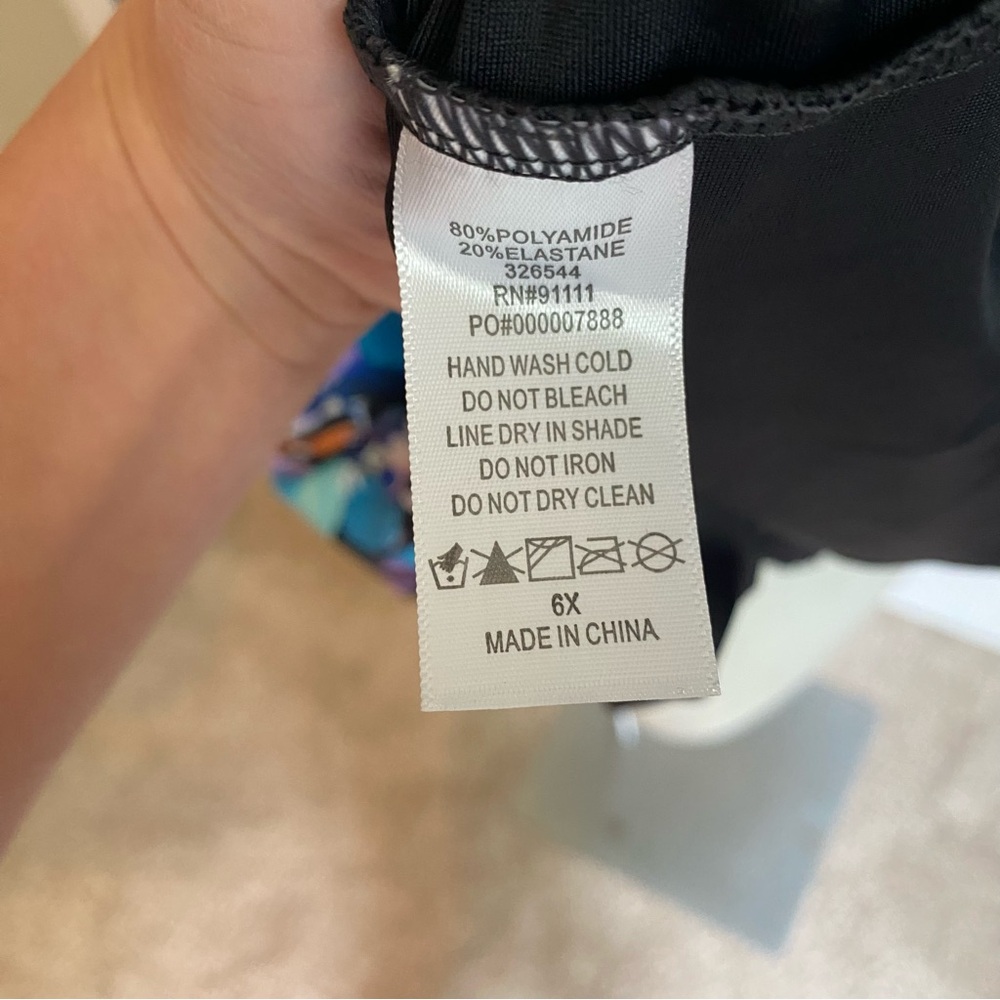 80%POLYAMIDE
20%ELASTANE
326544
RN#91111
PO#000007888
HAND WASH COLD
DO NOT BLEACH
LINE DRY IN SHADE
DO NOT IRON
DO NOT DRY CLEAN
6X
MADE IN CHINA